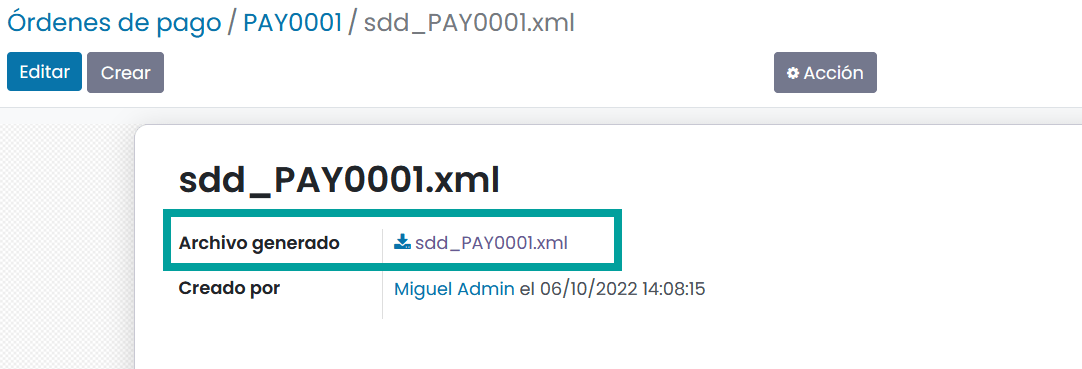 Órdenes de pago / PAY0001 / sdd_PAY0001.xml
Editar Crear Acción
sdd_PAY0001.xml
Archivo generado sdd_PAY0001.xml
Creado por Miguel Admin el 06/10/2022 14:08:15